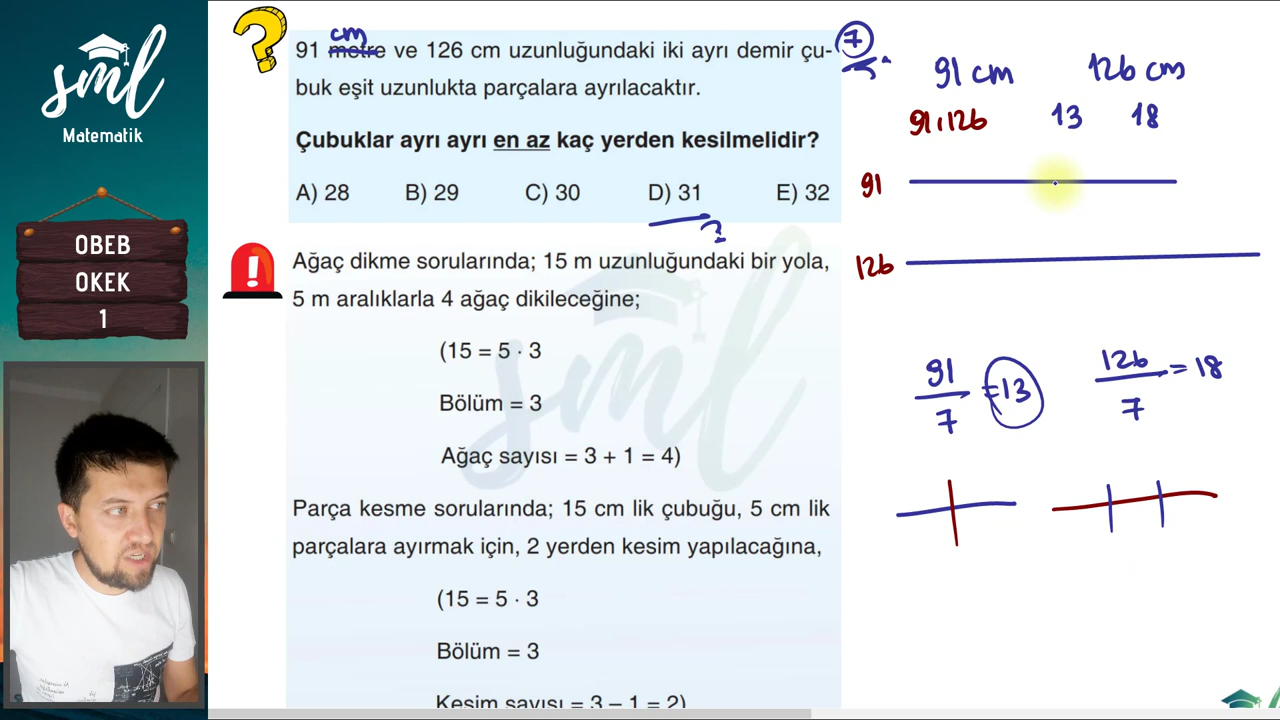 sml
Matematik
OBEB
OKEK
1
?
cm
91 metre ve 126 cm uzunluğundaki iki ayrı demir çu-
buk eşit uzunlukta parçalara ayrılacaktır.
Çubuklar ayrı ayrı en az kaç yerden kesilmelidir?
A) 28 B) 29 C) 30 D) 31 E) 32
?
!
Ağaç dikme sorularında; 15 m uzunluğundaki bir yola,
5 m aralıklarla 4 ağaç dikileceğine;
(15 = 5 · 3
Bölüm = 3
Ağaç sayısı = 3 + 1 = 4)
Parça kesme sorularında; 15 cm lik çubuğu, 5 cm lik
parçalara ayırmak için, 2 yerden kesim yapılacağına,
(15 = 5 · 3
Bölüm = 3
Kesim sayısı = 3 – 1 = 2)
7
91 cm 126 cm
91,126 13 18
91
126
91/7 = 13 126/7 = 18